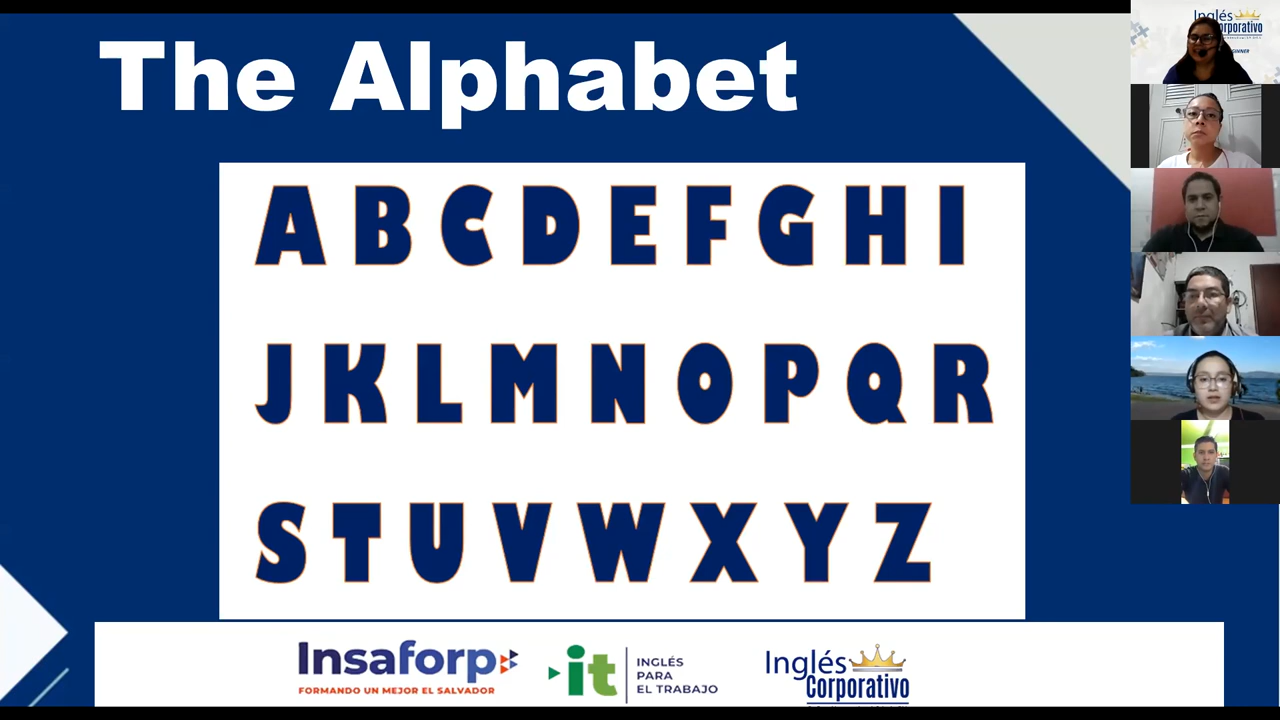 The Alphabet
A B C D E F G H I
J K L M N O P Q R
S T U V W X Y Z
Insaforp
FORMANDO UN MEJOR EL SALVADOR
it
INGLÉS
PARA
EL TRABAJO
Inglés
Corporativo
Inglés
Corporativo